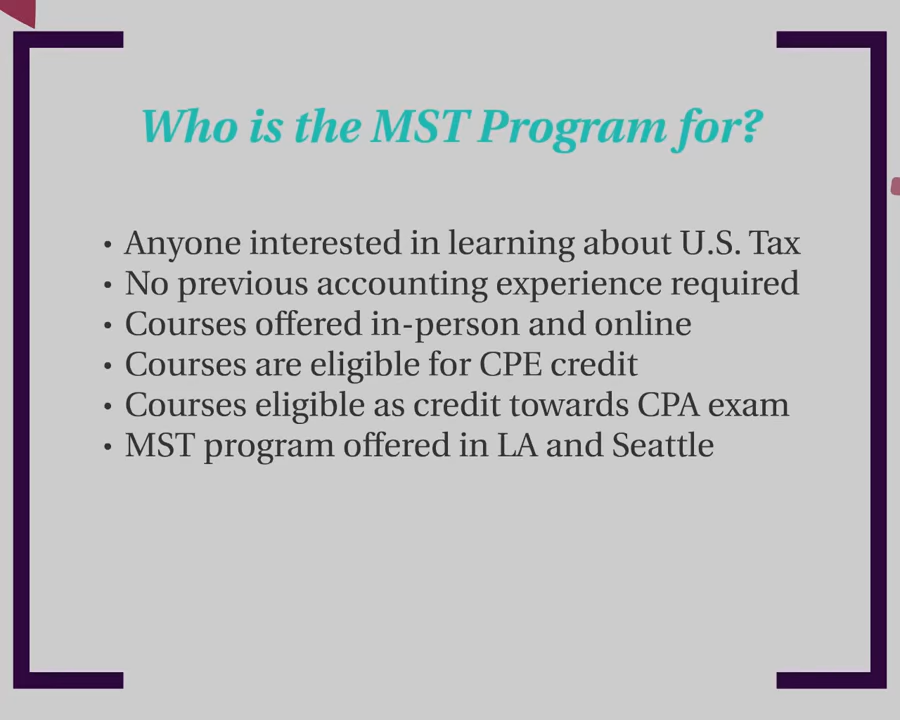 Who is the MST Program for?
• Anyone interested in learning about U.S. Tax
• No previous accounting experience required
• Courses offered in-person and online
• Courses are eligible for CPE credit
• Courses eligible as credit towards CPA exam
• MST program offered in LA and Seattle